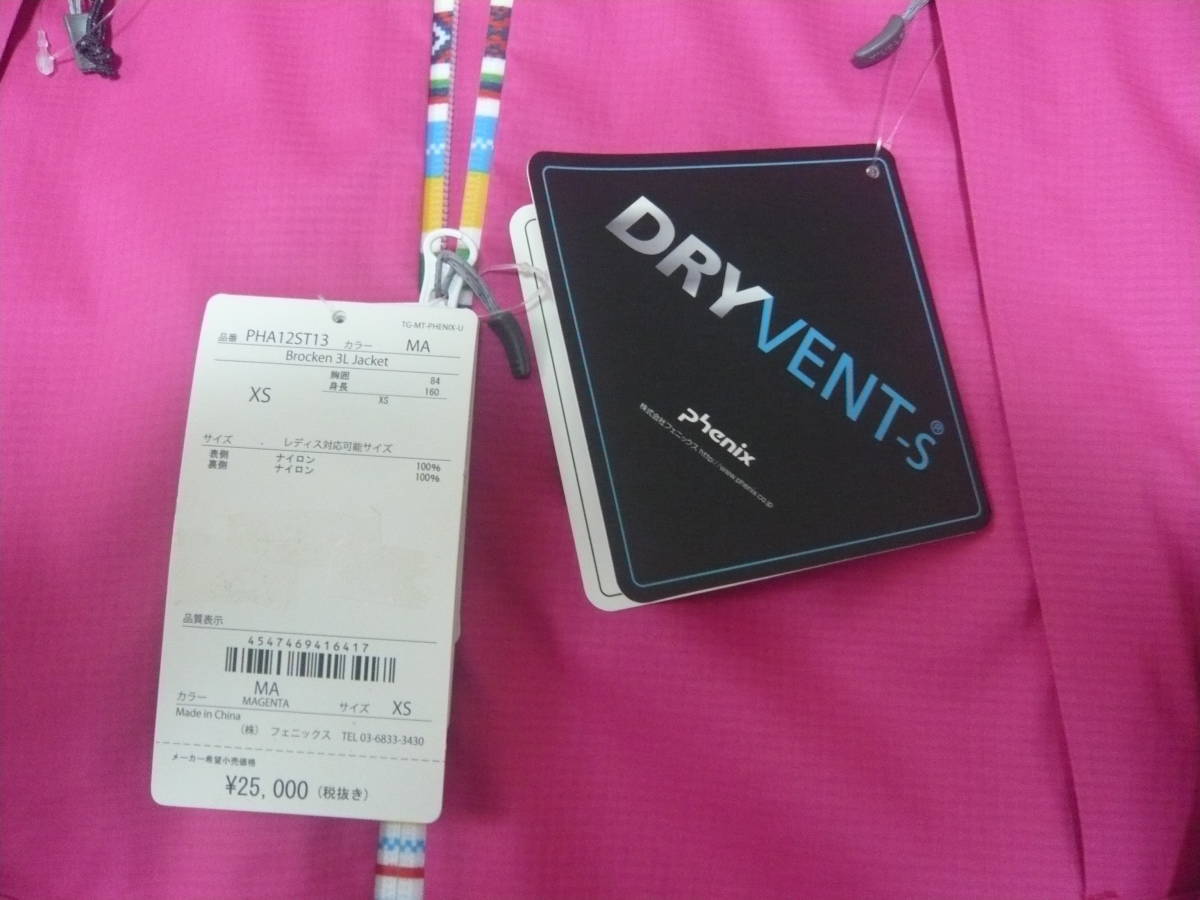 TG-MT-PHENIX-U
品番 PHA12ST13 カラー MA
Brocken 3L Jacket
胸囲 84
身長 160
XS XS
サイズ . レディス対応可能サイズ
表側 ナイロン 100%
裏側 ナイロン 100%
品質表示
4547469416417
カラー MA サイズ XS
MAGENTA
Made in China
(株) フェニックス TEL 03-6833-3430
メーカー希望小売価格
¥25,000 (税抜き)
DRYVENT-S®
phenix
株式会社フェニックス http://www.phenix.co.jp